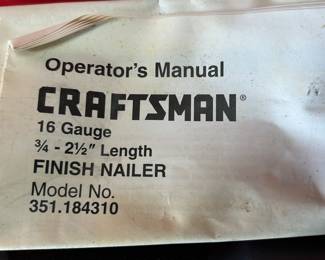 Operator's Manual
CRAFTSMAN®
16 Gauge
3/4 - 2½" Length
FINISH NAILER
Model No.
351.184310